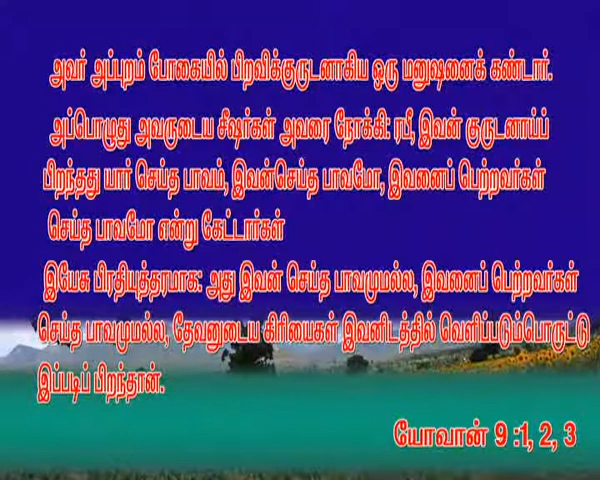 அவர் அப்புறம் போகையில் பிறவிக்குருடனாகிய ஒரு மனுஷனைக் கண்டார்.
அப்பொழுது அவருடைய சீஷர்கள் அவரை நோக்கி: ரபீ, இவன் குருடனாய்ப்
பிறந்தது யார் செய்த பாவம், இவன்செய்த பாவமோ, இவனைப் பெற்றவர்கள்
செய்த பாவமோ என்று கேட்டார்கள்
இயேசு பிரதியுத்தரமாக: அது இவன் செய்த பாவமுமல்ல, இவனைப் பெற்றவர்கள்
செய்த பாவமுமல்ல, தேவனுடைய கிரியைகள் இவனிடத்தில் வெளிப்படும்பொருட்டு
இப்படிப் பிறந்தான்.
யோவான் 9 :1, 2, 3